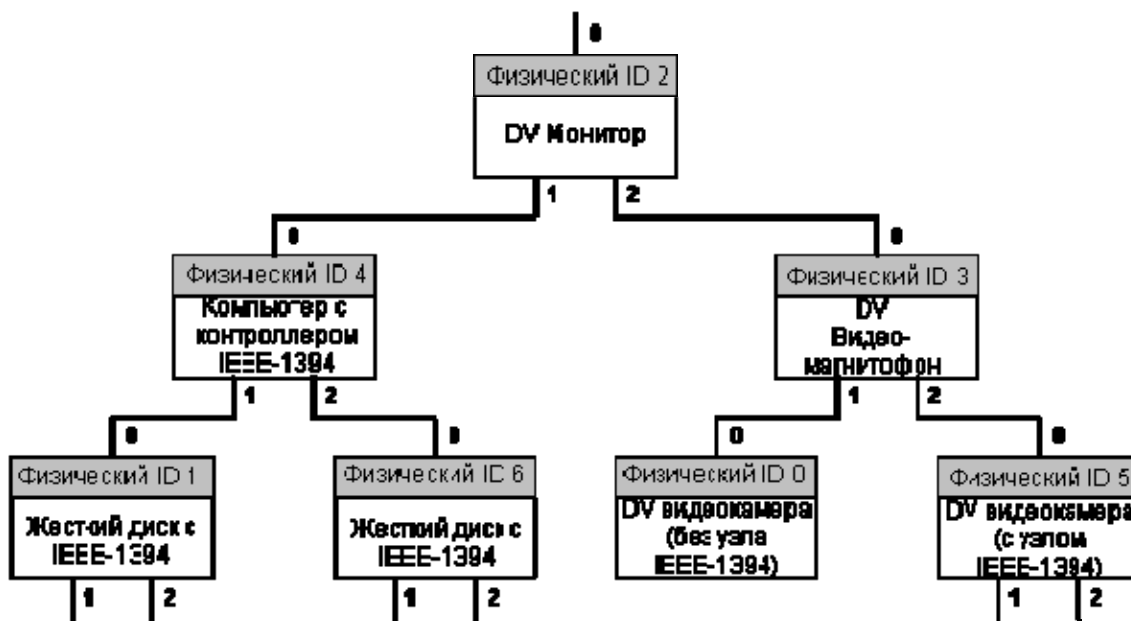 0
Физический ID 2
DV Монитор
1 2
0 0
Физический ID 4
Компьютер с
контроллером
IEEE-1394
Физический ID 3
DV
Видео-
магнитофон
1 2
1 2
0 0
0 0
Физический ID 1
Жесткий диск с
IEEE-1394
Физический ID 6
Жесткий диск с
IEEE-1394
Физический ID 0
DV видеокамера
(без узла
IEEE-1394)
Физический ID 5
DV видеокамера
(с узлом
IEEE-1394)
1 2
1 2
1 2